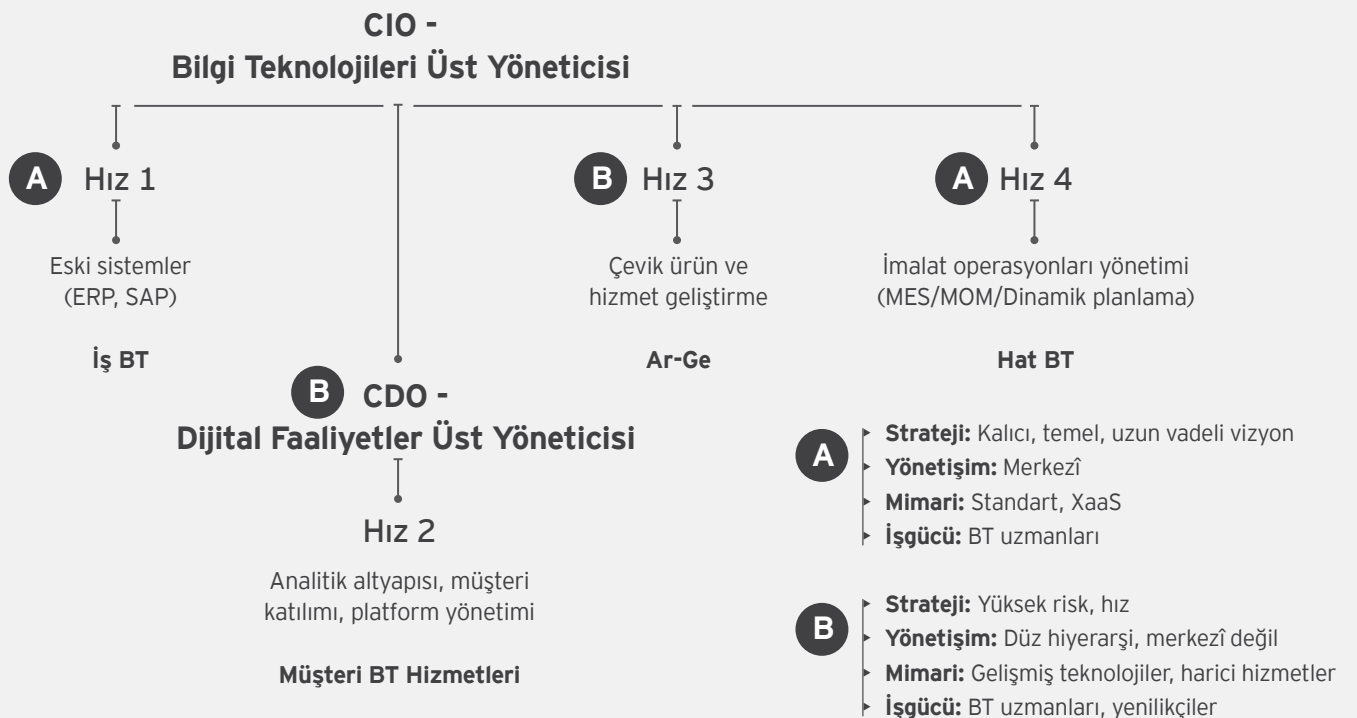 CIO -
Bilgi Teknolojileri Üst Yöneticisi
A Hız 1
Eski sistemler
(ERP, SAP)
İş BT
B Hız 3
Çevik ürün ve
hizmet geliştirme
Ar-Ge
A Hız 4
İmalat operasyonları yönetimi
(MES/MOM/Dinamik planlama)
Hat BT
B CDO -
Dijital Faaliyetler Üst Yöneticisi
Hız 2
Analitik altyapısı, müşteri
katılımı, platform yönetimi
Müşteri BT Hizmetleri
A
Strateji: Kalıcı, temel, uzun vadeli vizyon
Yönetişim: Merkezî
Mimari: Standart, XaaS
İşgücü: BT uzmanları
B
Strateji: Yüksek risk, hız
Yönetişim: Düz hiyerarşi, merkezî değil
Mimari: Gelişmiş teknolojiler, harici hizmetler
İşgücü: BT uzmanları, yenilikçiler